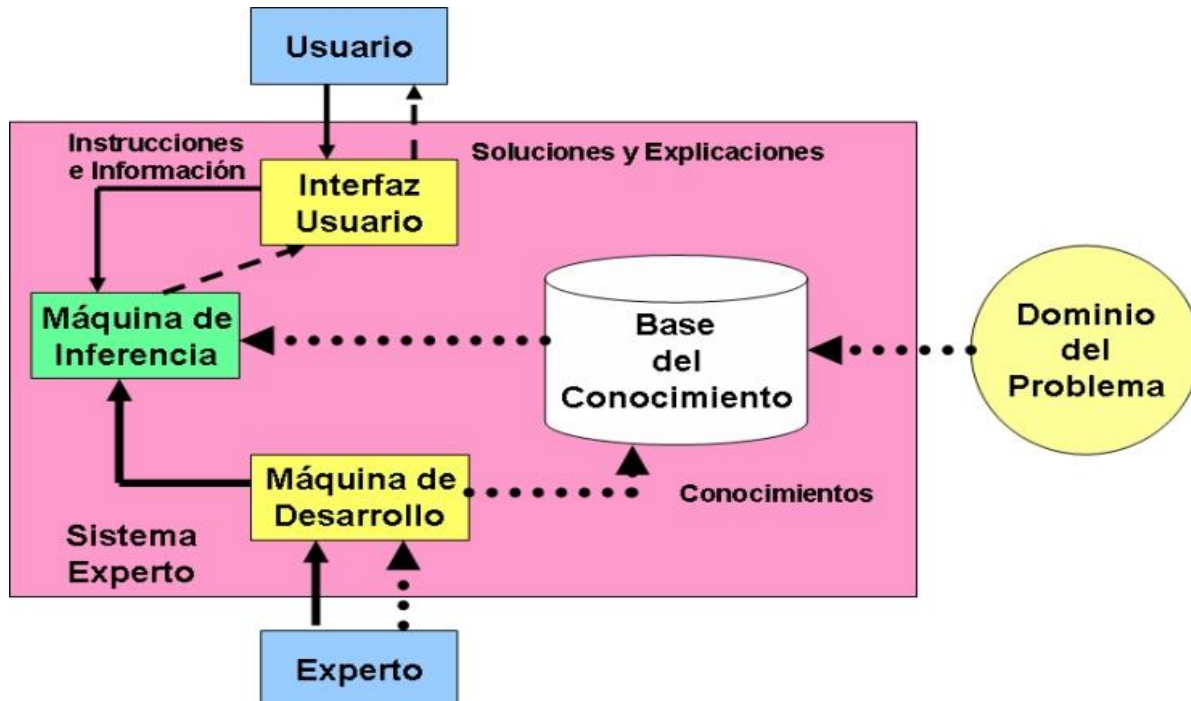 Usuario
Instrucciones
e Información
Soluciones y Explicaciones
Interfaz
Usuario
Máquina de
Inferencia
Base
del
Conocimiento
Dominio
del
Problema
Máquina de
Desarrollo
Conocimientos
Sistema
Experto
Experto